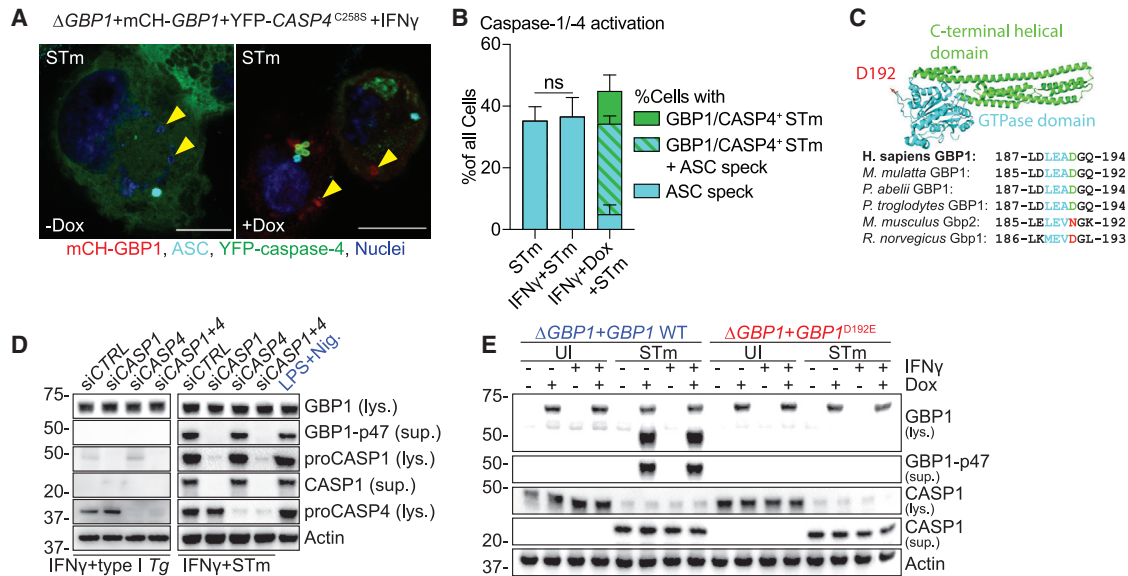 A
ΔGBP1+mCH-GBP1+YFP-CASP4 C258S +IFNγ
STm
STm
-Dox
+Dox
mCH-GBP1, ASC, YFP-caspase-4, Nuclei
B
Caspase-1/-4 activation
60
40
20
0
%of all Cells
ns
%Cells with
GBP1/CASP4+ STm
GBP1/CASP4+ STm
+ ASC speck
ASC speck
STm
IFNγ+STm
IFNγ+Dox
+STm
C
C-terminal helical
domain
D192
GTPase domain
H. sapiens GBP1: 187-LDLEADGQ-194
M. mulatta GBP1: 185-LDLEADGQ-192
P. abelii GBP1: 187-LDLEADGQ-194
P. troglodytes GBP1: 187-LDLEADGQ-194
M. musculus Gbp2: 185-LELEVNGK-192
R. norvegicus Gbp1: 186-LKMEVDGL-193
D
siCTRL siCASP1 siCASP4 siCASP1+4 siCTRL siCASP1 siCASP4 siCASP1+4 LPS+Nig.
75-
GBP1 (lys.)
50-
GBP1-p47 (sup.)
50-
proCASP1 (lys.)
20-
CASP1 (sup.)
37-
proCASP4 (lys.)
37-
Actin
IFNγ+type I Tg
IFNγ+STm
E
ΔGBP1+GBP1 WT ΔGBP1+GBP1D192E
UI STm UI STm
- - + + - - + + - - + + - - + + IFNγ
- + - + - + - + - + - + - + - + Dox
75-
50-
GBP1
(lys.)
GBP1-p47
(sup.)
50-
CASP1
(lys.)
20-
CASP1
(sup.)
37-
Actin